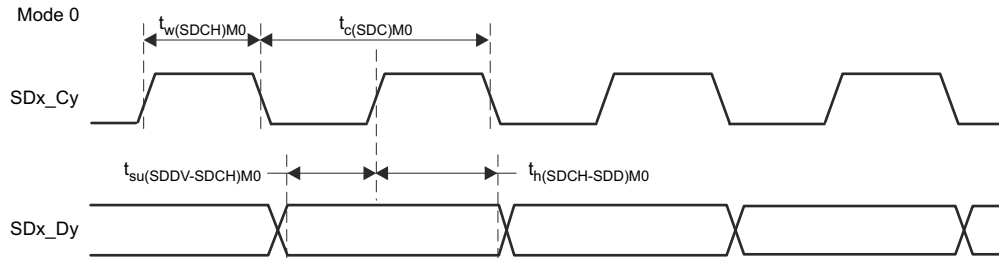 Mode 0
tw(SDCH)M0
tc(SDC)M0
SDx_Cy
tsu(SDDV-SDCH)M0
th(SDCH-SDD)M0
SDx_Dy